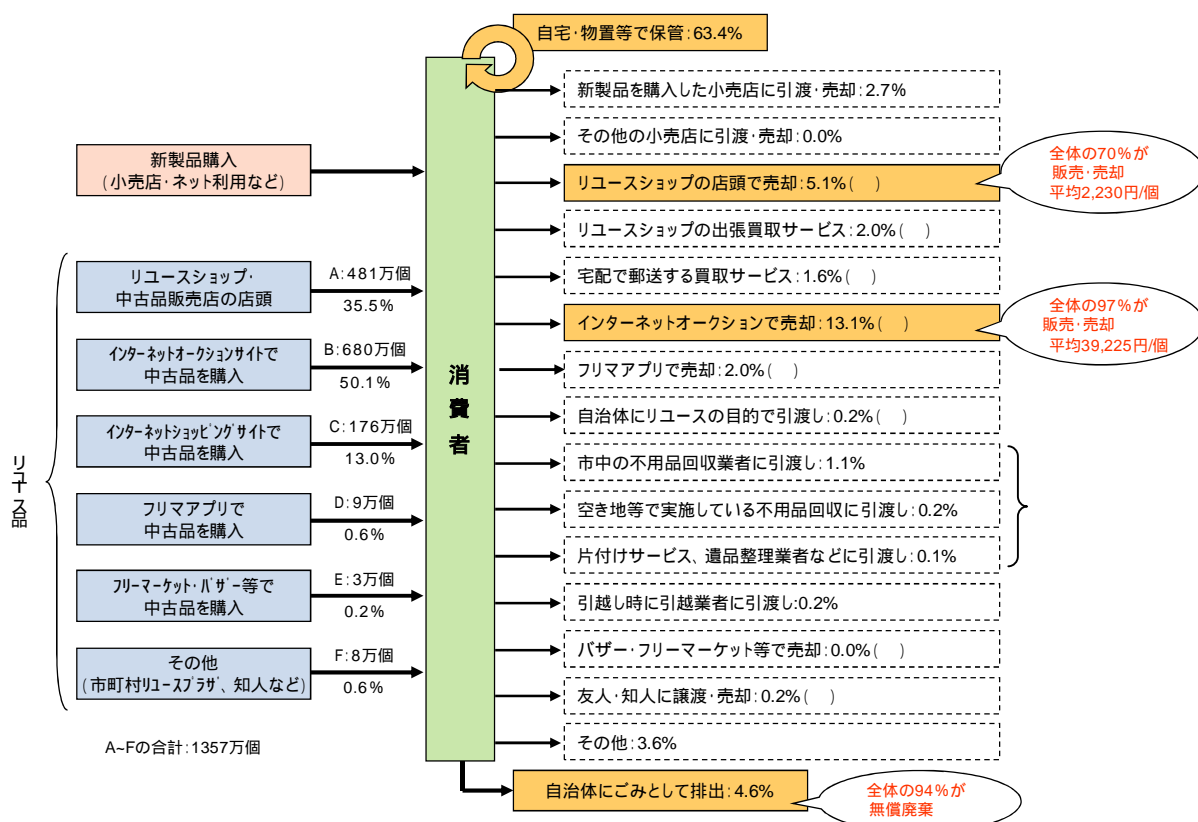 自宅・物置等で保管：63.4%
新製品を購入した小売店に引渡・売却：2.7%
その他の小売店に引渡・売却：0.0%
リユースショップの店頭で売却：5.1%(　)
全体の70%が
販売・売却
平均2,230円/個
リユースショップの出張買取サービス：2.0%(　)
宅配で郵送する買取サービス：1.6%(　)
インターネットオークションで売却：13.1%(　)
全体の97%が
販売・売却
平均39,225円/個
フリマアプリで売却：2.0%(　)
自治体にリユースの目的で引渡し：0.2%(　)
市中の不用品回収業者に引渡し：1.1%
空き地等で実施している不用品回収に引渡し：0.2%
片付けサービス、遺品整理業者などに引渡し：0.1%
引越し時に引越業者に引渡し:0.2%
バザー・フリーマーケット等で売却：0.0%(　)
友人・知人に譲渡・売却：0.2%(　)
その他：3.6%
自治体にごみとして排出：4.6%
全体の94%が
無償廃棄
消費者
新製品購入
(小売店・ネット利用など)
リユース品
リユースショップ・
中古品販売店の店頭
A：481万個
35.5%
ｲﾝﾀｰﾈｯﾄｵｰｸｼｮﾝｻｲﾄで
中古品を購入
B：680万個
50.1%
ｲﾝﾀｰﾈｯﾄｼｮｯﾋﾟﾝｸﾞｻｲﾄで
中古品を購入
C：176万個
13.0%
フリマアプリで
中古品を購入
D：9万個
0.6%
ﾌﾘｰﾏｰｹｯﾄ・ﾊﾞｻﾞｰ等で
中古品を購入
E：3万個
0.2%
その他
(市町村ﾘﾕｰｽﾌﾟﾗｻﾞ、知人など)
F：8万個
0.6%
A~Fの合計：1357万個